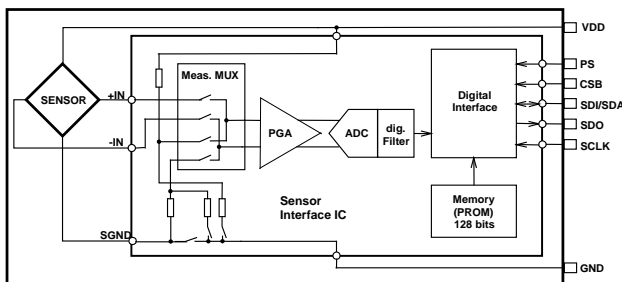 VDD
PS
CSB
SDI/SDA
SDO
SCLK
GND
SENSOR
+IN
-IN
SGND
Meas. MUX
PGA
ADC
dig.
Filter
Digital
Interface
Memory
(PROM)
128 bits
Sensor
Interface IC